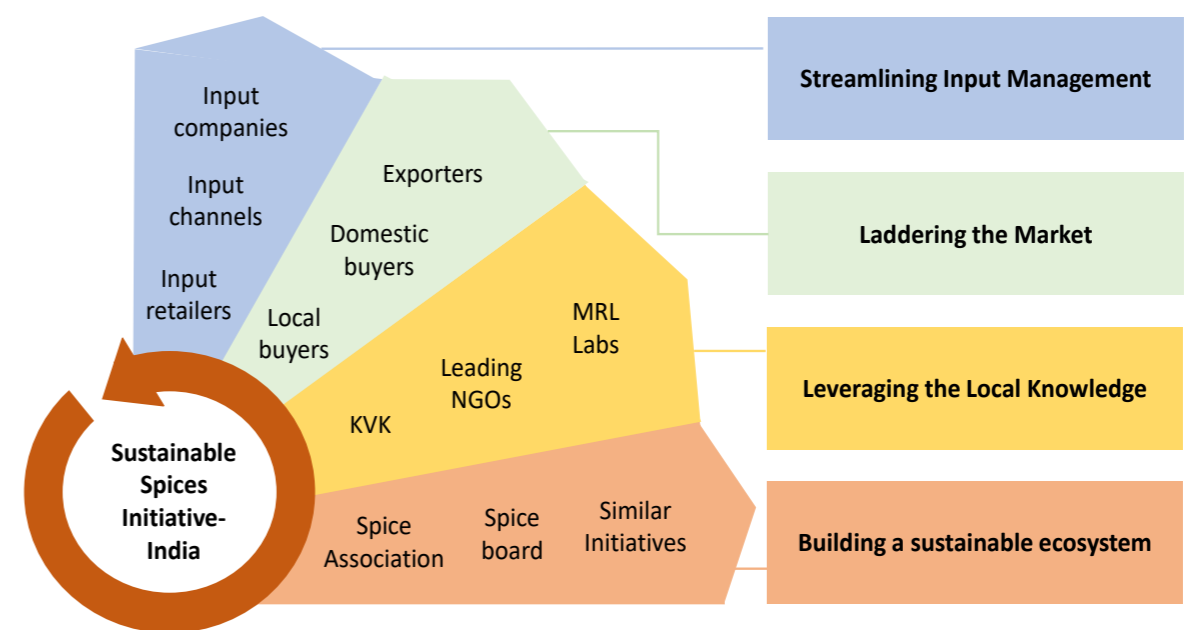 Input
companies
Input
channels
Input
retailers
Exporters
Domestic
buyers
Local
buyers
MRL
Labs
Leading
NGOs
KVK
Spice
Association
Spice
board
Similar
Initiatives
Sustainable
Spices
Initiative-
India
Streamlining Input Management
Laddering the Market
Leveraging the Local Knowledge
Building a sustainable ecosystem